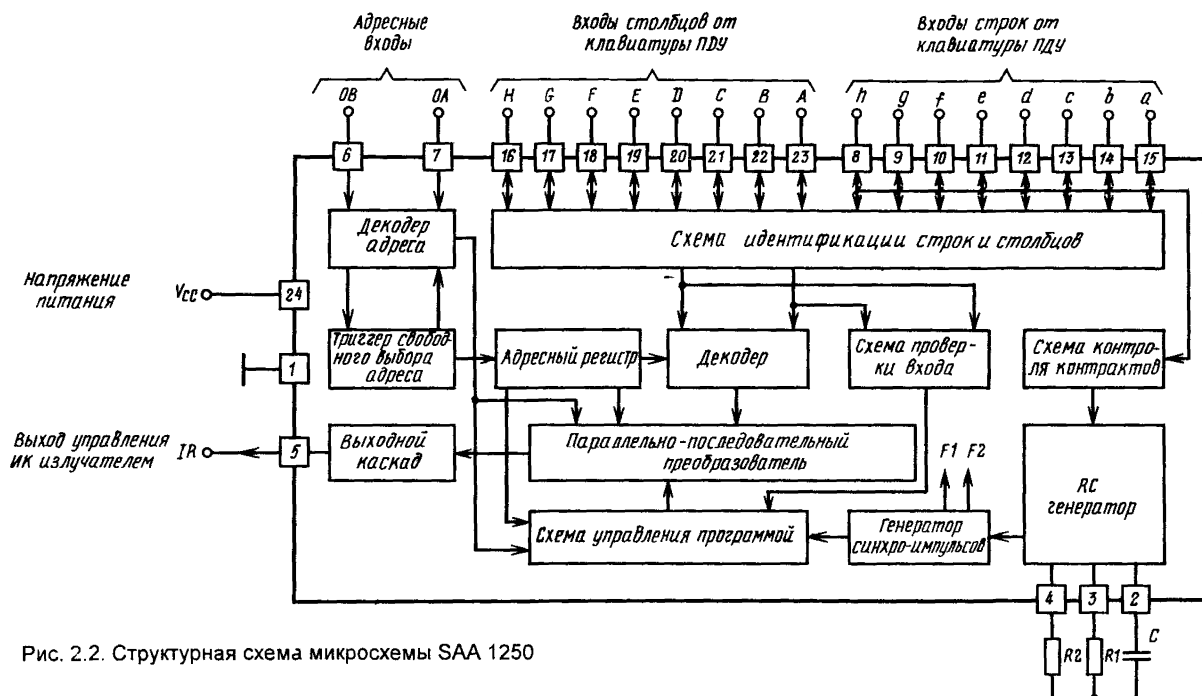 Адресные
входы
Входы столбцов от
клавиатуры ПДУ
Входы строк от
клавиатуры ПДУ
OB OA H G F E D C B A h g f e d c b a
6 7 16 17 18 19 20 21 22 23 8 9 10 11 12 13 14 15
Декодер
адреса
Схема идентификации строк и столбцов
Напряжение
питания
Vcc
24
Триггер свобод-
ного выбора
адреса
Адресный регистр
Декодер
Схема провер-
ки входа
Схема контро-
ля контрактов
1
Выход управления
ИК излучателем
IR
5
Выходной
каскад
Параллельно-последовательный
преобразователь
F1 F2
RC
генератор
Схема управления программой
Генератор
синхро-импульсов
4 3 2
R2 R1 C
Рис. 2.2. Структурная схема микросхемы SAA 1250